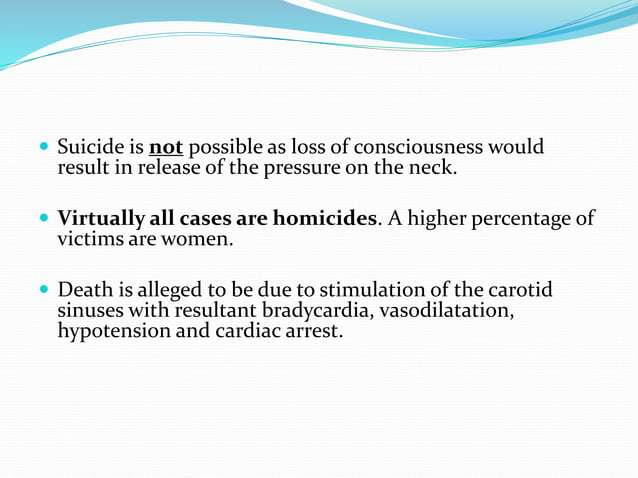 Suicide is not possible as loss of consciousness would
result in release of the pressure on the neck.
Virtually all cases are homicides. A higher percentage of
victims are women.
Death is alleged to be due to stimulation of the carotid
sinuses with resultant bradycardia, vasodilatation,
hypotension and cardiac arrest.